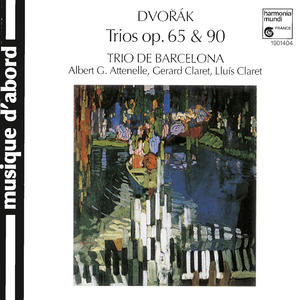 DVOŘÁK
Trios op. 65 & 90
TRIO DE BARCELONA
Albert G. Attenelle, Gerard Claret, Lluís Claret
musique d'abord
harmonia
mundi
FRANCE
1901404